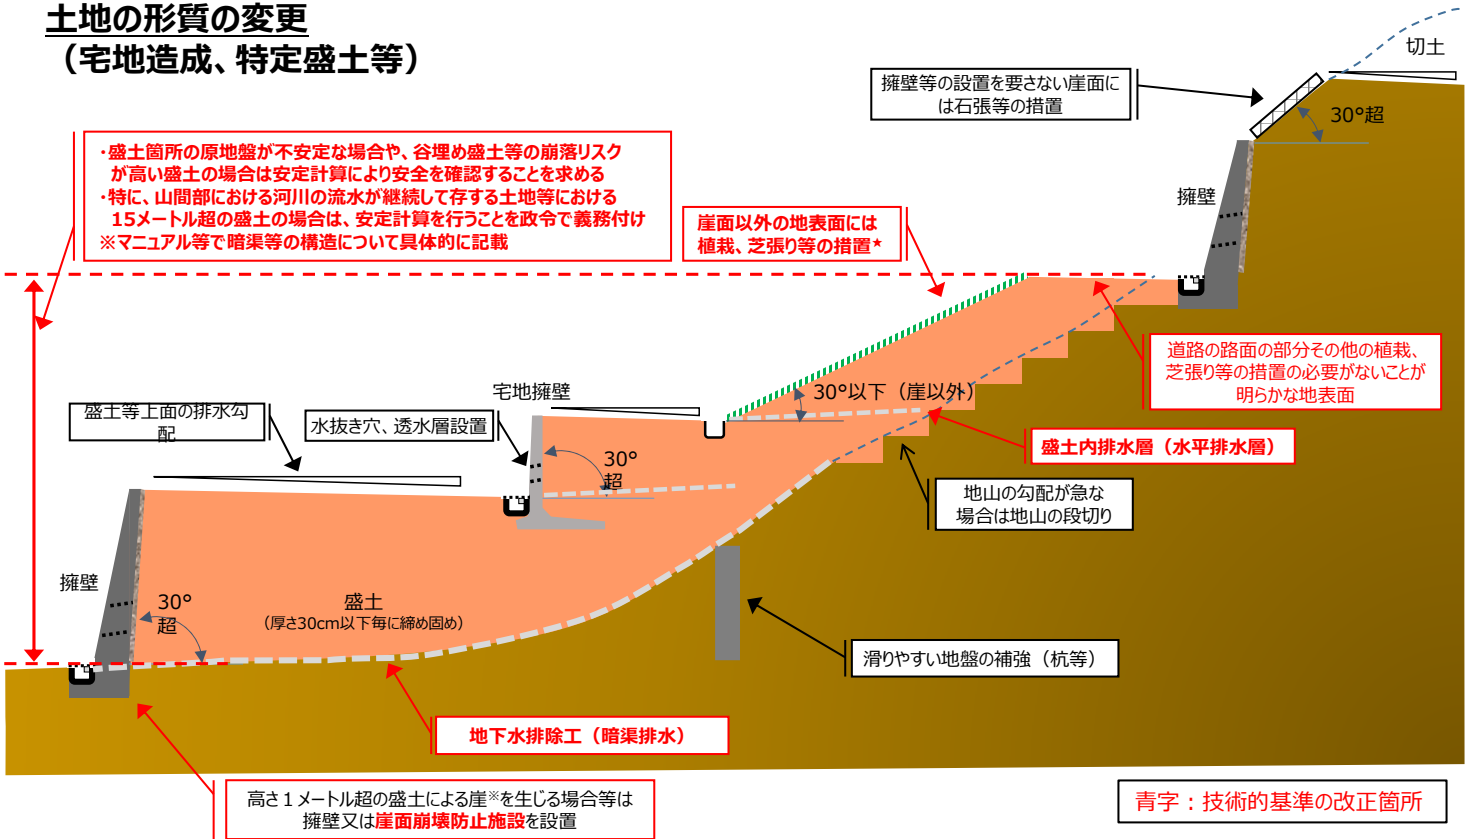 土地の形質の変更
（宅地造成、特定盛土等）
切土
擁壁等の設置を要さない崖面に
は石張等の措置
30°超
・盛土箇所の原地盤が不安定な場合や、谷埋め盛土等の崩落リスク
が高い盛土の場合は安定計算により安全を確認することを求める
・特に、山間部における河川の流水が継続して存する土地等における
15メートル超の盛土の場合は、安定計算を行うことを政令で義務付け
※マニュアル等で暗渠等の構造について具体的に記載
擁壁
崖面以外の地表面には
植栽、芝張り等の措置★
道路の路面の部分その他の植栽、
芝張り等の措置の必要がないことが
明らかな地表面
宅地擁壁
30°以下（崖以外）
盛土等上面の排水勾
配
水抜き穴、透水層設置
盛土内排水層（水平排水層）
30°
超
地山の勾配が急な
場合は地山の段切り
擁壁
30°
超
盛土
（厚さ30cm以下毎に締め固め）
滑りやすい地盤の補強（杭等）
地下水排除工（暗渠排水）
高さ１メートル超の盛土による崖※を生じる場合等は
擁壁又は崖面崩壊防止施設を設置
青字：技術的基準の改正箇所